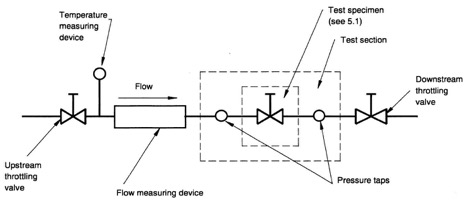 Temperature
measuring
device
Flow
Test specimen
(see 5.1)
Test section
Downstream
throttling
valve
Upstream
throttling
valve
Flow measuring device
Pressure taps